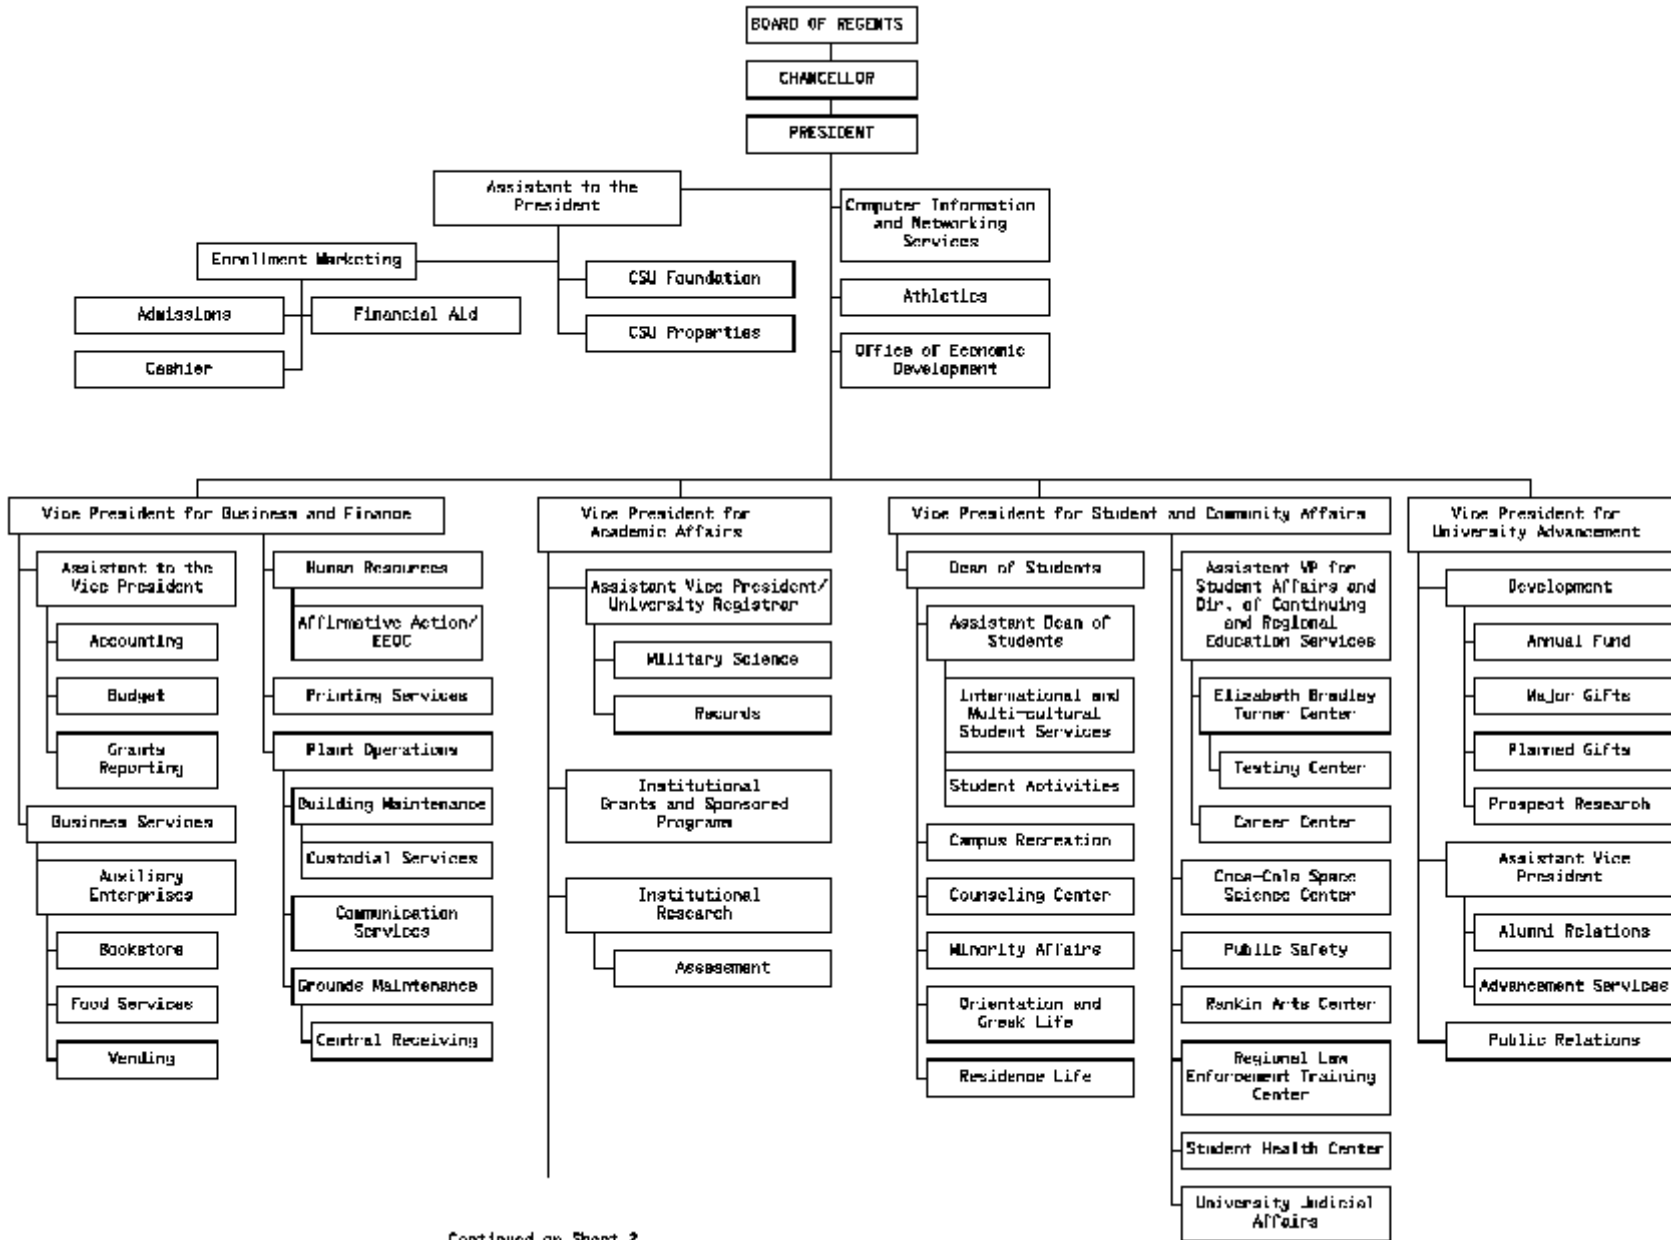 BOARD OF REGENTS
CHANCELLOR
PRESIDENT
Assistant to the
President
Computer Information
and Networking
Services
Enrollment Marketing
CSU Foundation
Athletics
Admissions
Financial Aid
CSU Properties
Office of Economic
Development
Cashier
Vice President for Business and Finance
Assistant to the
Vice President
Accounting
Budget
Grants
Reporting
Business Services
Auxiliary
Enterprises
Bookstore
Food Services
Vending
Human Resources
Affirmative Action/
EEOC
Printing Services
Plant Operations
Building Maintenance
Custodial Services
Communication
Services
Grounds Maintenance
Central Receiving
Vice President for
Academic Affairs
Assistant Vice President/
University Registrar
Military Science
Records
Institutional
Grants and Sponsored
Programs
Institutional
Research
Assessment
Vice President for Student and Community Affairs
Dean of Students
Assistant Dean of
Students
International and
Multi-cultural
Student Services
Student Activities
Campus Recreation
Counseling Center
Minority Affairs
Orientation and
Greek Life
Residence Life
Assistant VP for
Student Affairs and
Dir. of Continuing
and Regional
Education Services
Elizabeth Bradley
Turner Center
Testing Center
Career Center
Coca-Cola Space
Science Center
Public Safety
Rankin Arts Center
Regional Law
Enforcement Training
Center
Student Health Center
University Judicial
Affairs
Vice President for
University Advancement
Development
Annual Fund
Major Gifts
Planned Gifts
Prospect Research
Assistant Vice
President
Alumni Relations
Advancement Services
Public Relations
Continued on Sheet 2